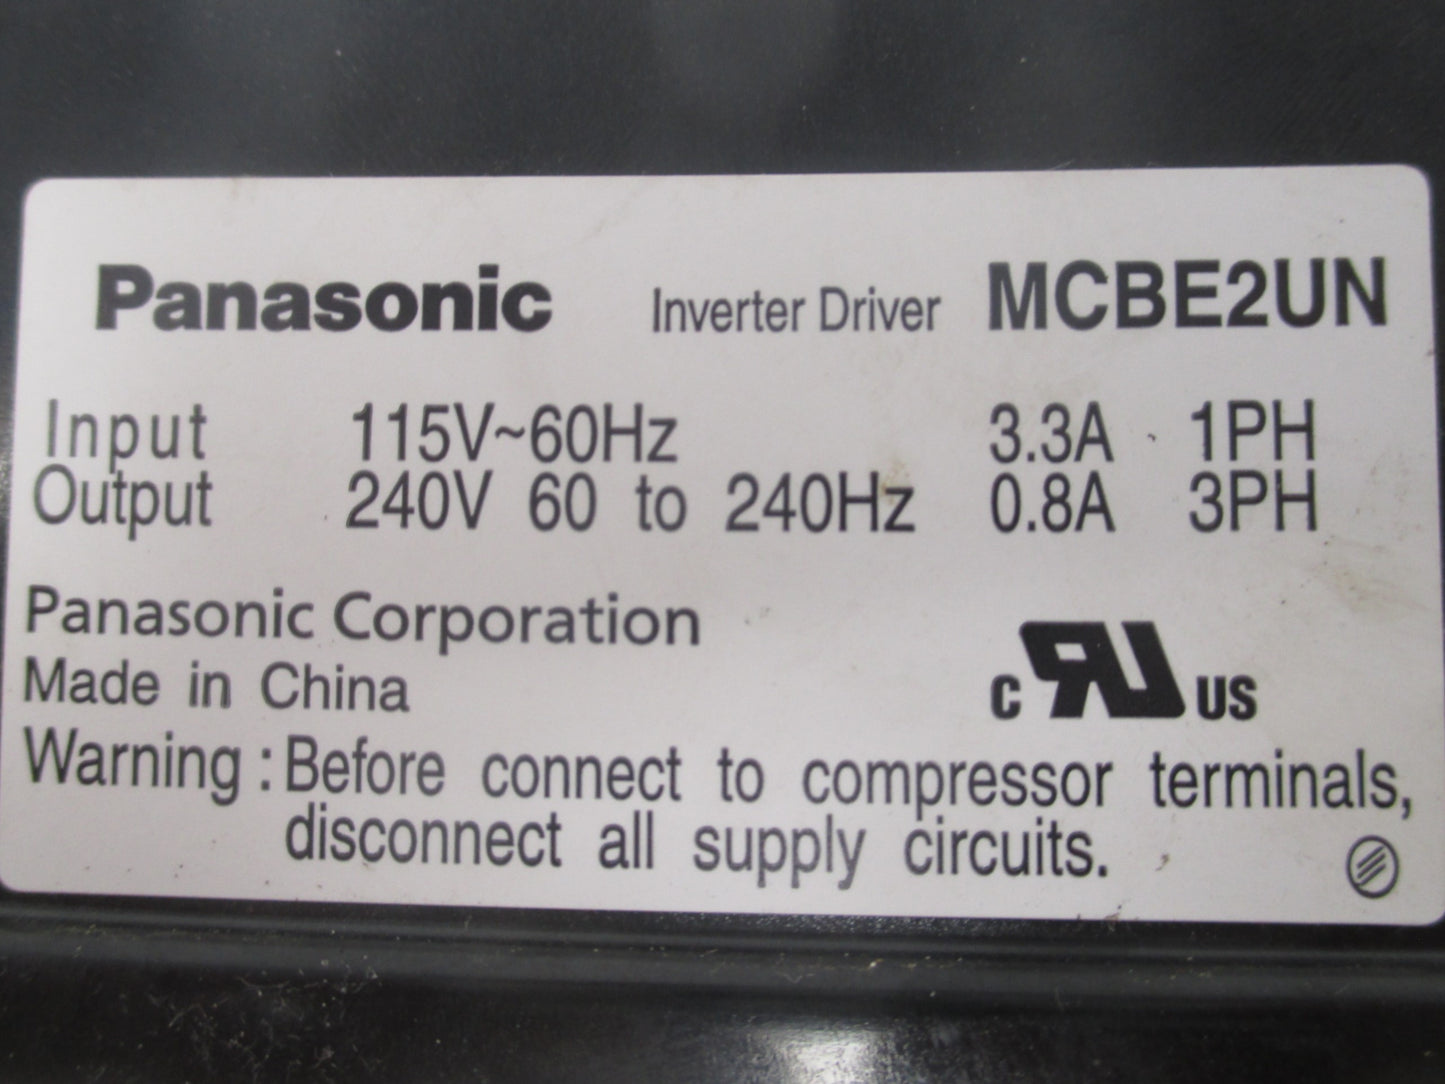 Panasonic Inverter Driver MCBE2UN
Input 115V~60Hz 3.3A 1PH
Output 240V 60 to 240Hz 0.8A 3PH
Panasonic Corporation
Made in China
c RU US
Warning : Before connect to compressor terminals,
disconnect all supply circuits.